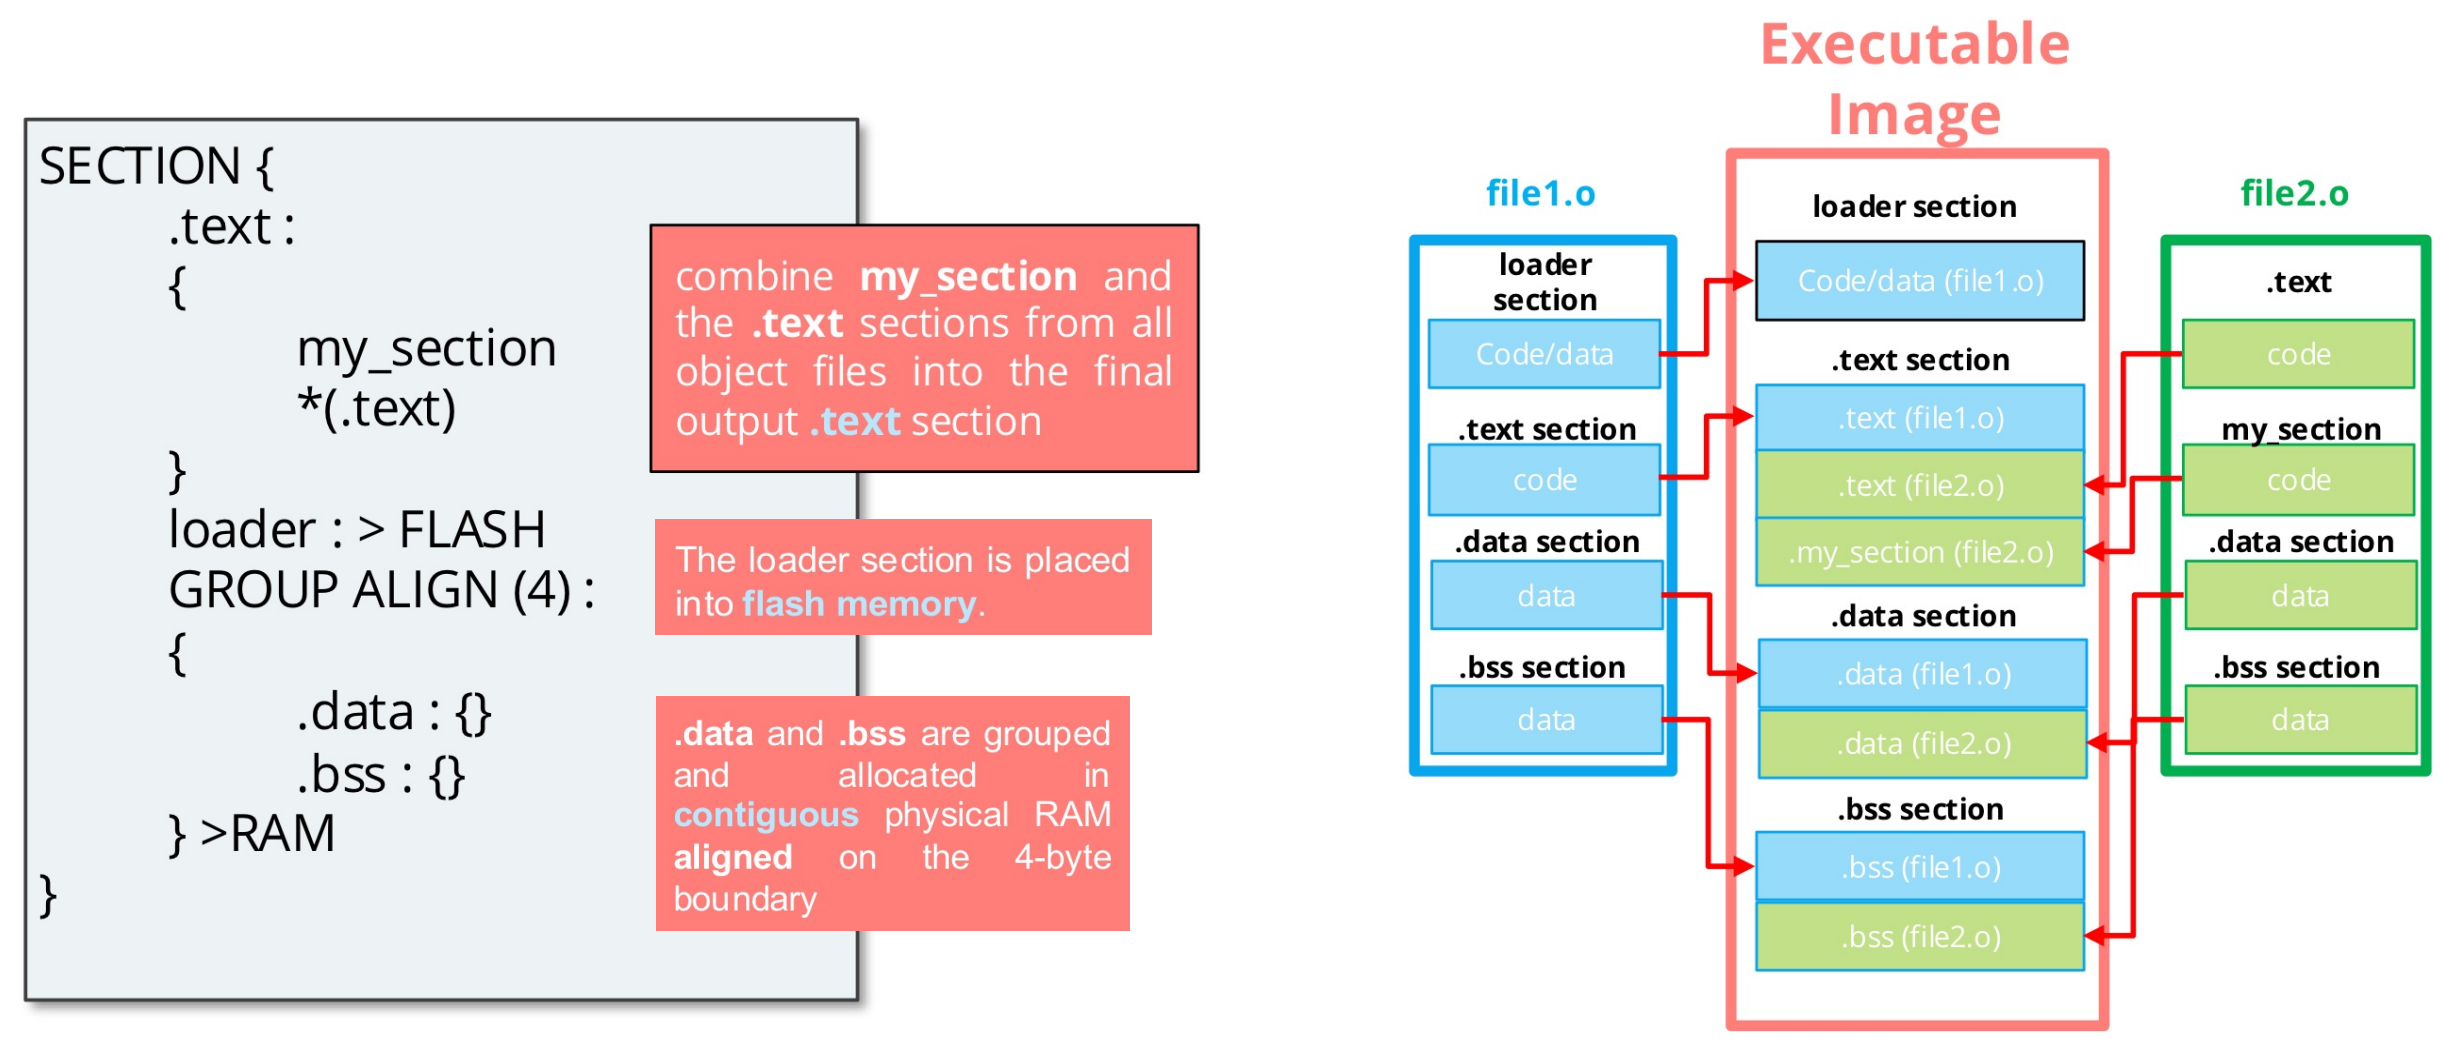 SECTION {
.text :
{
my_section
*(.text)
}
loader : > FLASH
GROUP ALIGN (4) :
{
.data : {}
.bss : {}
} >RAM
}
combine my_section and
the .text sections from all
object files into the final
output .text section
The loader section is placed
into flash memory.
.data and .bss are grouped
and allocated in
contiguous physical RAM
aligned on the 4-byte
boundary
Executable
Image
file1.o
loader
section
Code/data
.text section
code
.data section
data
.bss section
data
loader section
Code/data (file1.o)
.text section
.text (file1.o)
.text (file2.o)
.my_section (file2.o)
.data section
.data (file1.o)
.data (file2.o)
.bss section
.bss (file1.o)
.bss (file2.o)
file2.o
.text
code
my_section
code
.data section
data
.bss section
data